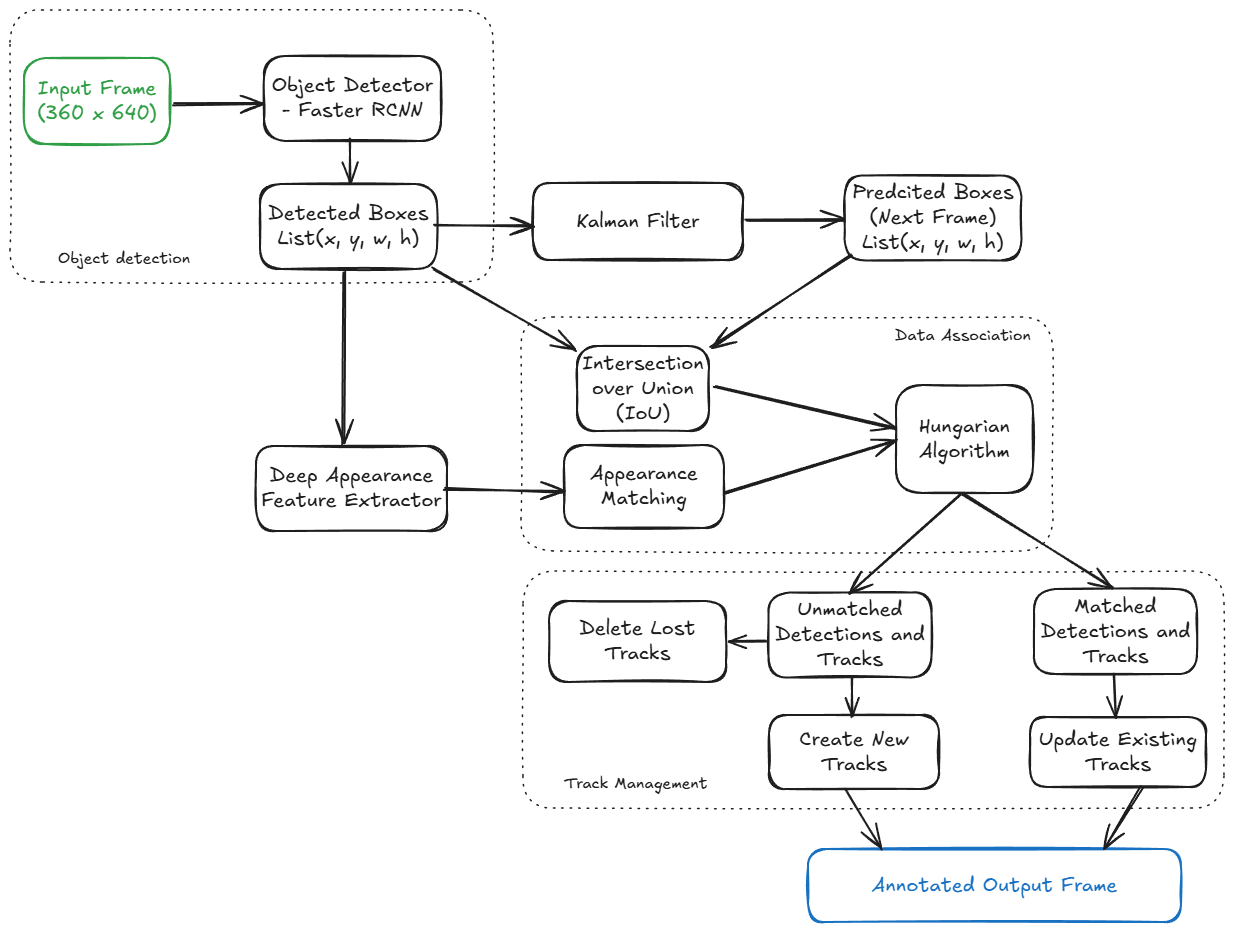 Input Frame
(360 x 640)
Object Detector
- Faster RCNN
Detected Boxes
List(x, y, w, h)
Object detection
Kalman Filter
Predcited Boxes
(Next Frame)
List(x, y, w, h)
Data Association
Intersection
over Union
(IoU)
Hungarian
Algorithm
Deep Appearance
Feature Extractor
Appearance
Matching
Delete Lost
Tracks
Unmatched
Detections and
Tracks
Matched
Detections and
Tracks
Create New
Tracks
Update Existing
Tracks
Track Management
Annotated Output Frame